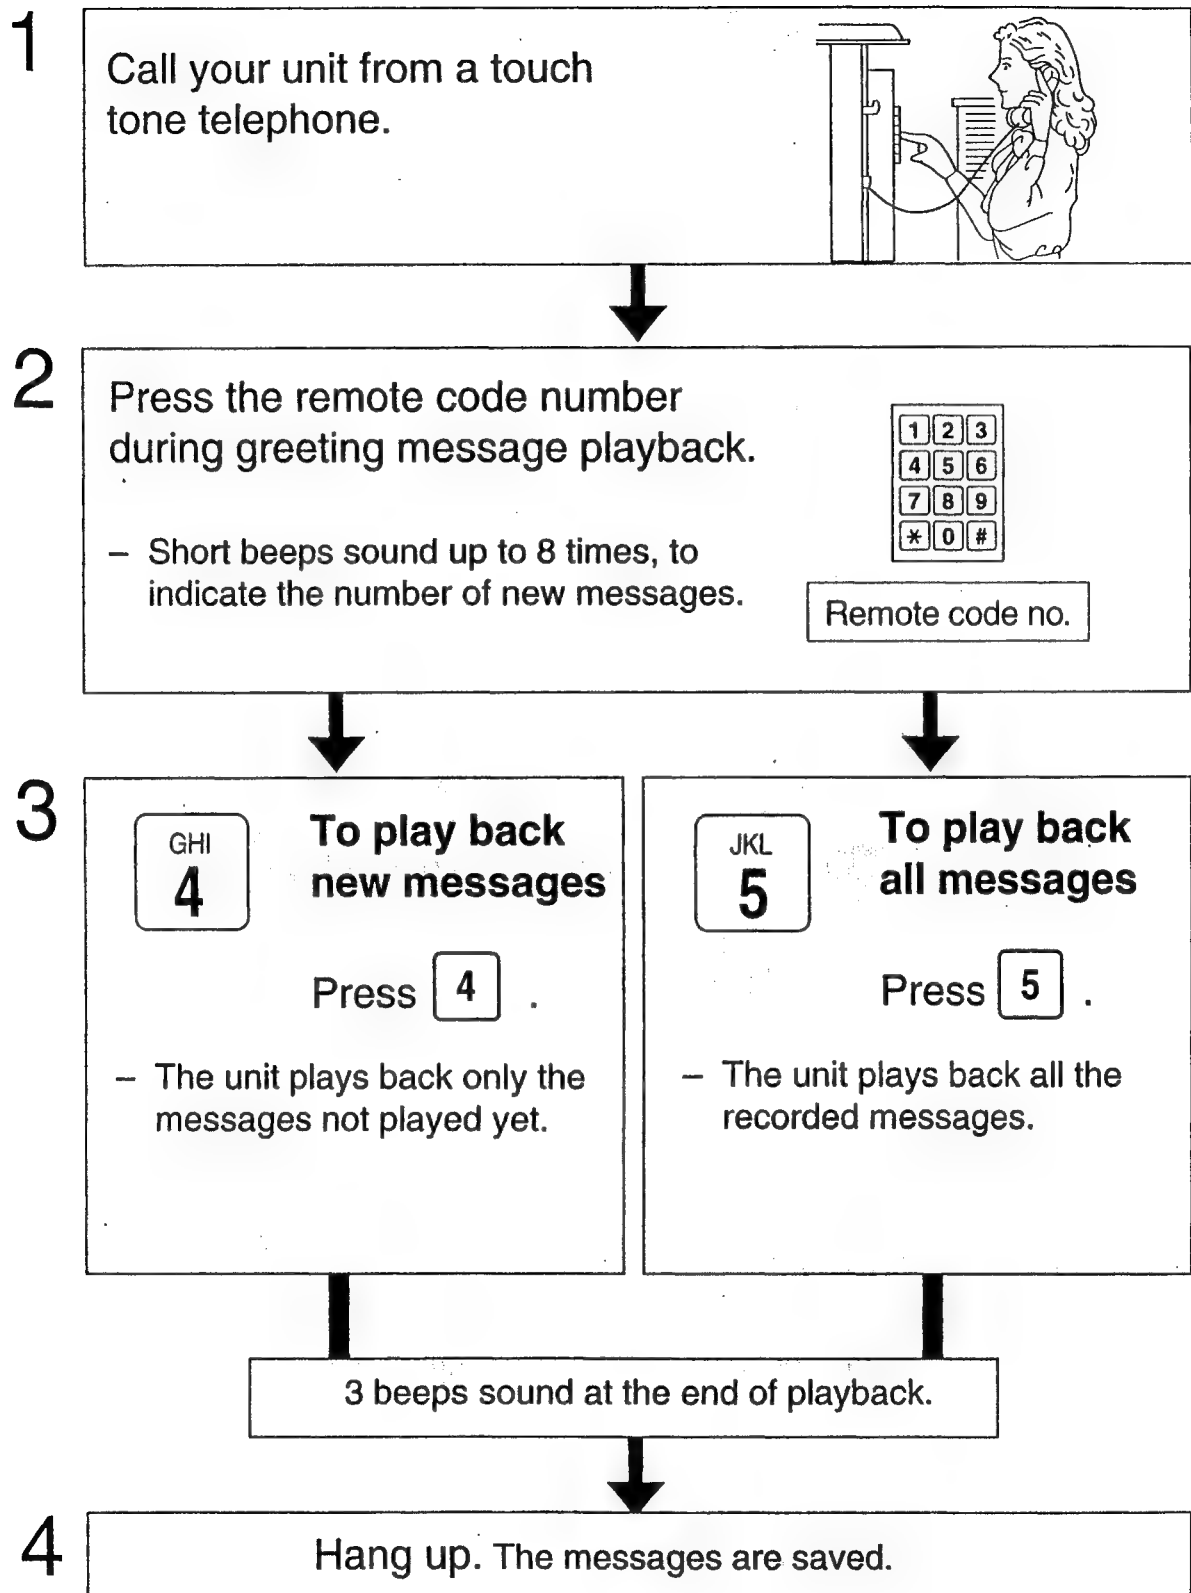 1
Call your unit from a touch
tone telephone.
2
Press the remote code number
during greeting message playback.
– Short beeps sound up to 8 times, to
indicate the number of new messages.
1 2 3
4 5 6
7 8 9
* 0 #
Remote code no.
3
GHI
4
To play back
new messages
Press 4 .
– The unit plays back only the
messages not played yet.
JKL
5
To play back
all messages
Press 5 .
– The unit plays back all the
recorded messages.
3 beeps sound at the end of playback.
4
Hang up. The messages are saved.